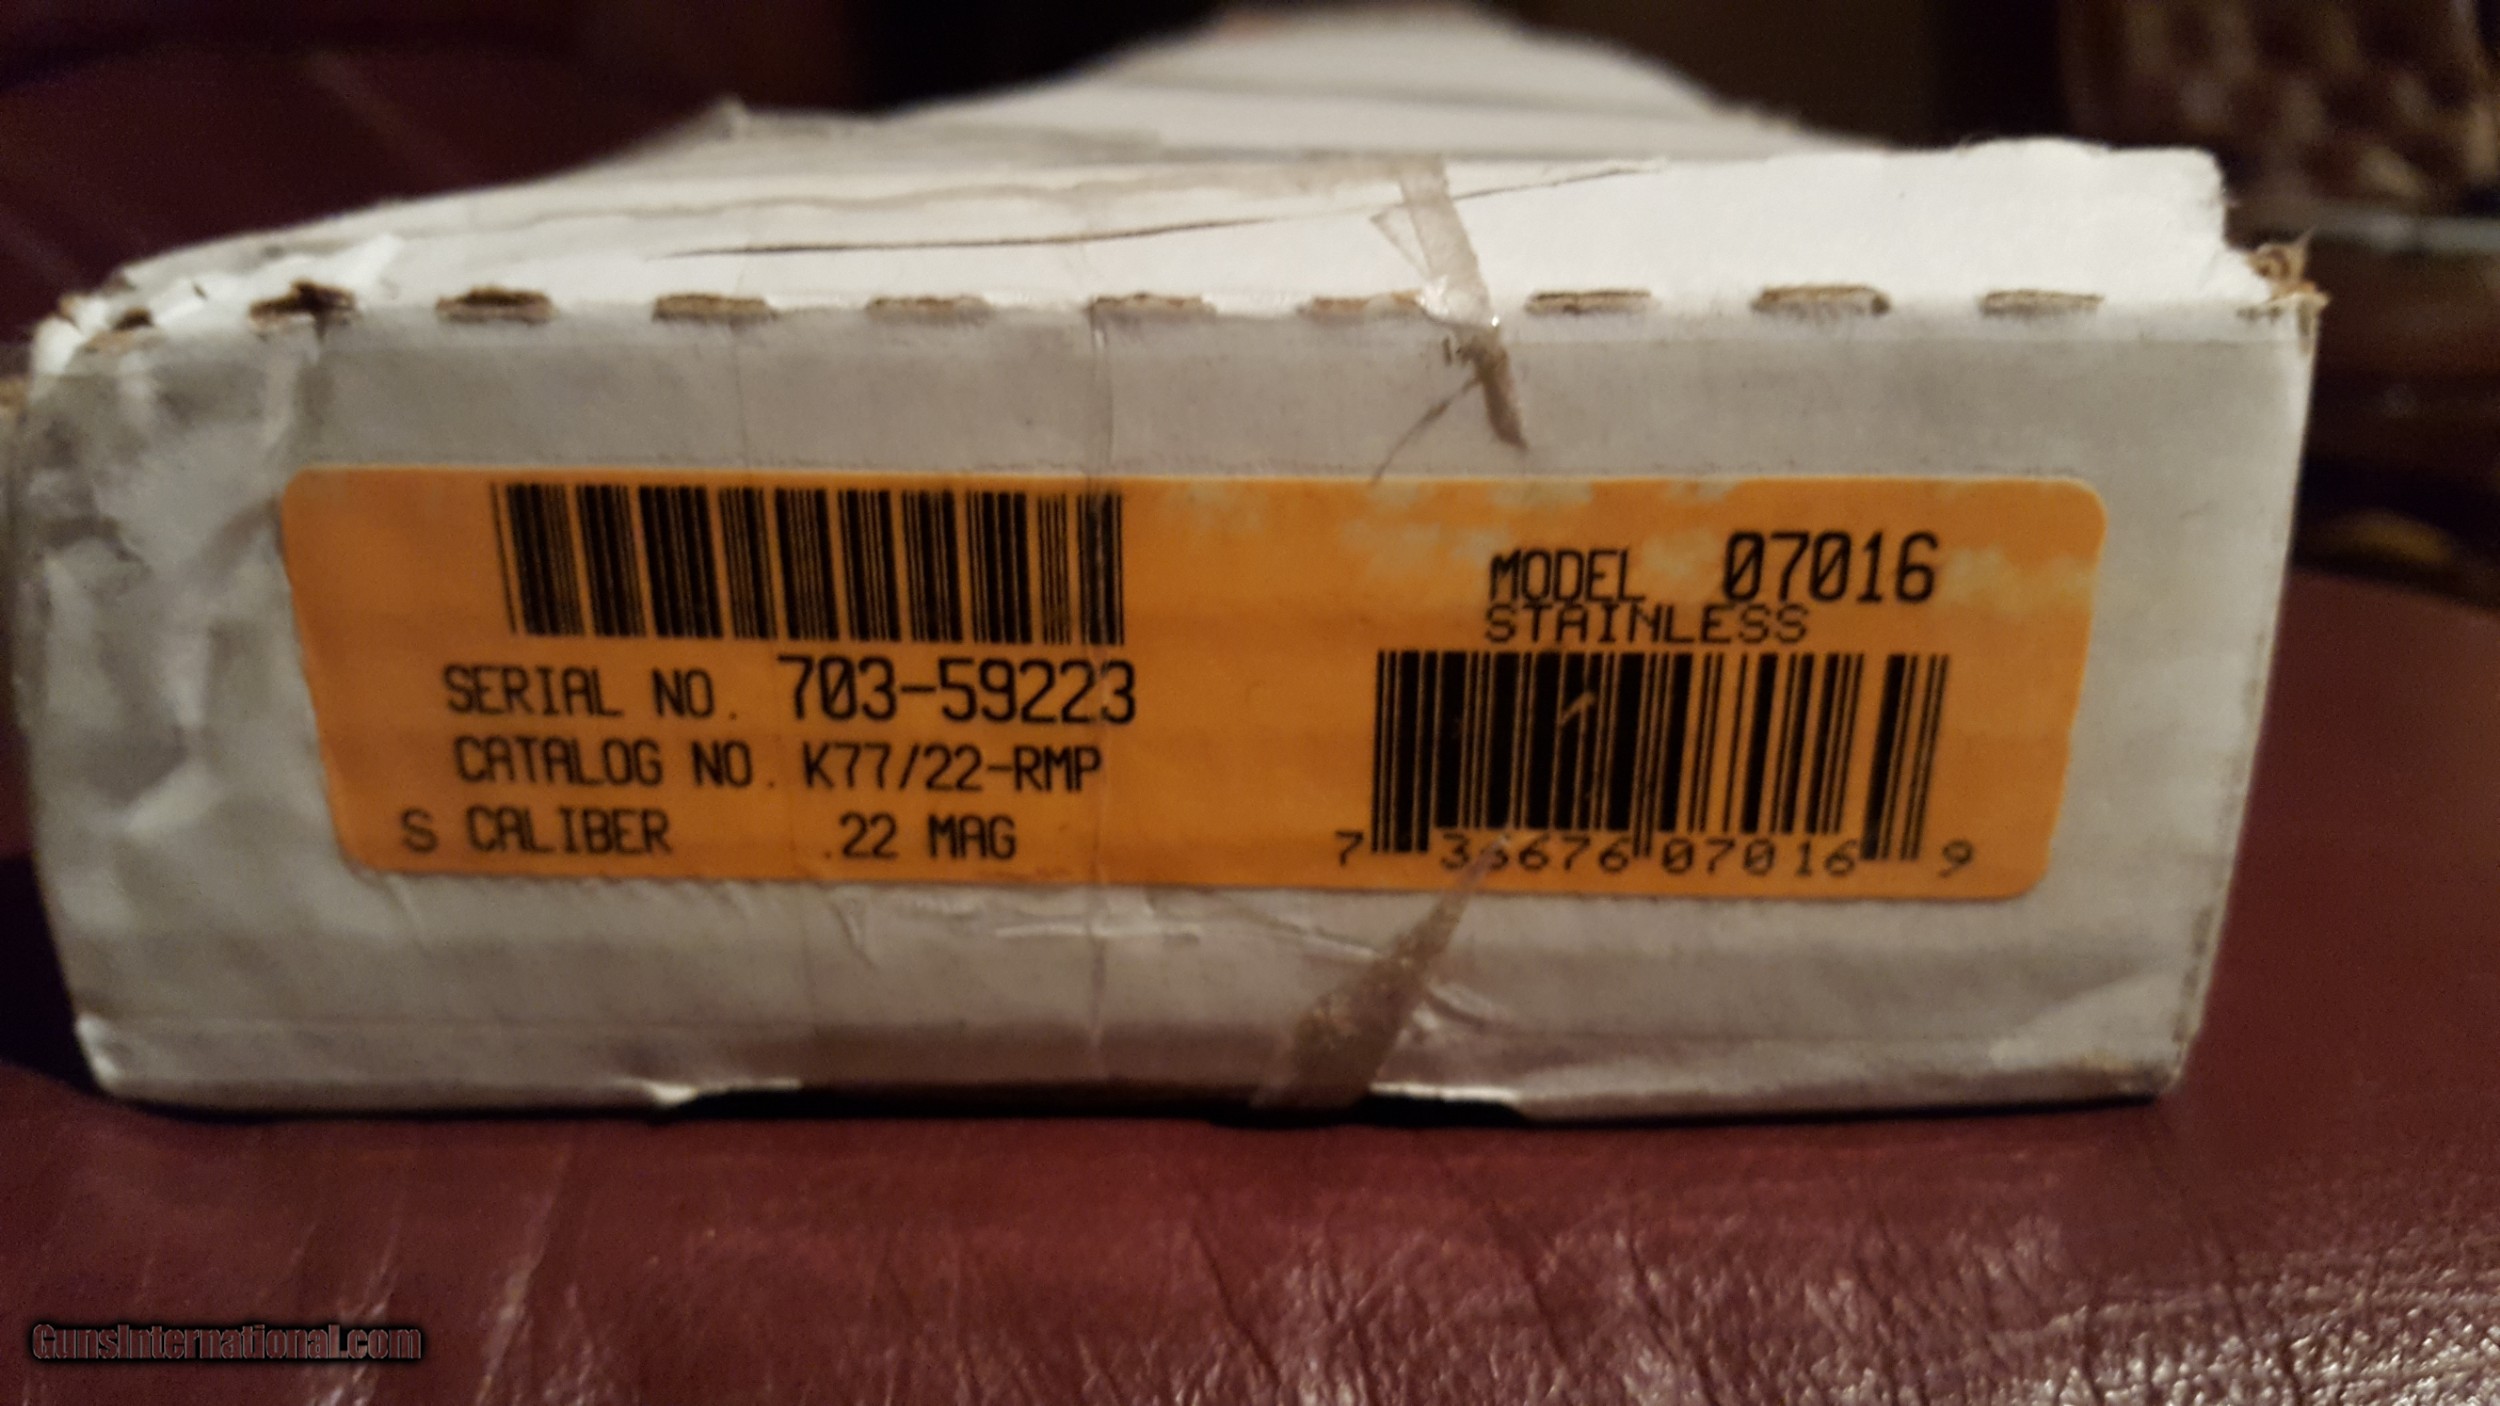 SERIAL NO. 703-59223
CATALOG NO. K77/22-RMP
S CALIBER .22 MAG
MODEL 07016
STAINLESS
7 36676 07016 9
GunsInternational.com